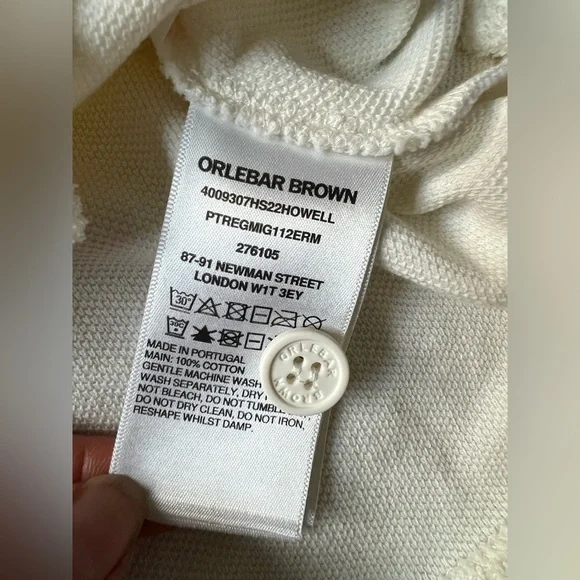 ORLEBAR BROWN
4009307HS22HOWELL
PTREGMIG112ERM
276105
87-91 NEWMAN STREET
LONDON W1T 3EY
30°
30C
MADE IN PORTUGAL
MAIN: 100% COTTON
GENTLE MACHINE WASH
WASH SEPARATELY, DRY
NOT BLEACH, DO NOT TUMBLE
DO NOT DRY CLEAN, DO NOT IRON,
RESHAPE WHILST DAMP.
ORLEBAR
BROWN